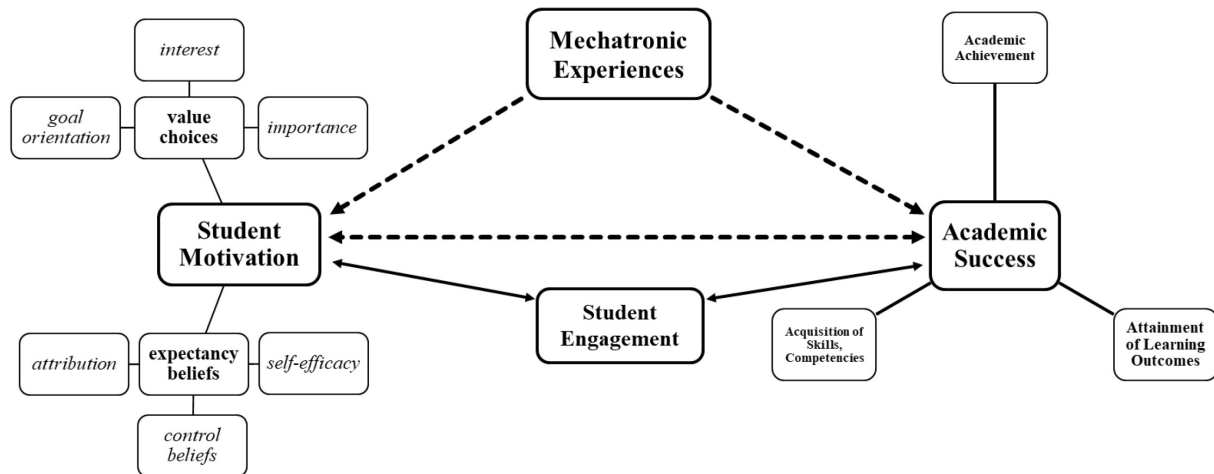 interest
goal
orientation
value
choices
importance
Student
Motivation
attribution
expectancy
beliefs
self-efficacy
control
beliefs
Mechatronic
Experiences
Student
Engagement
Academic
Achievement
Academic
Success
Acquisition of
Skills,
Competencies
Attainment
of Learning
Outcomes